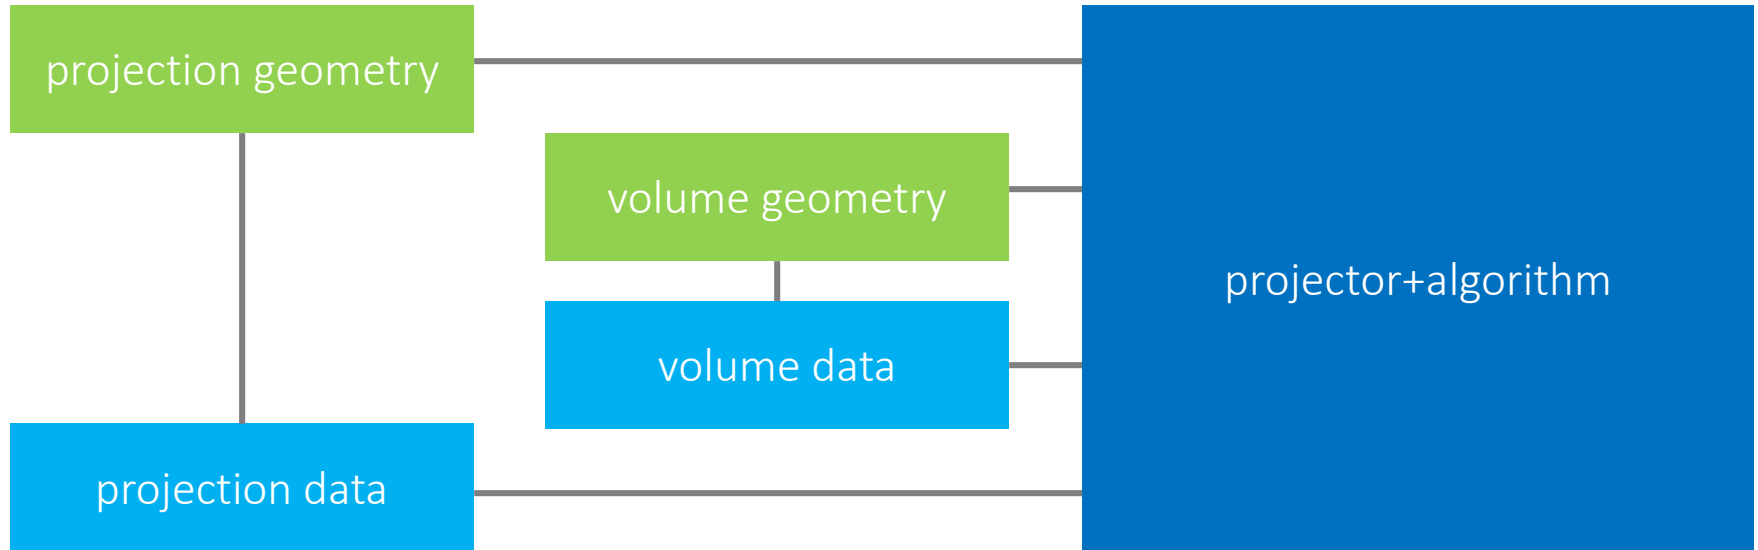 projection geometry
volume geometry
projector+algorithm
volume data
projection data